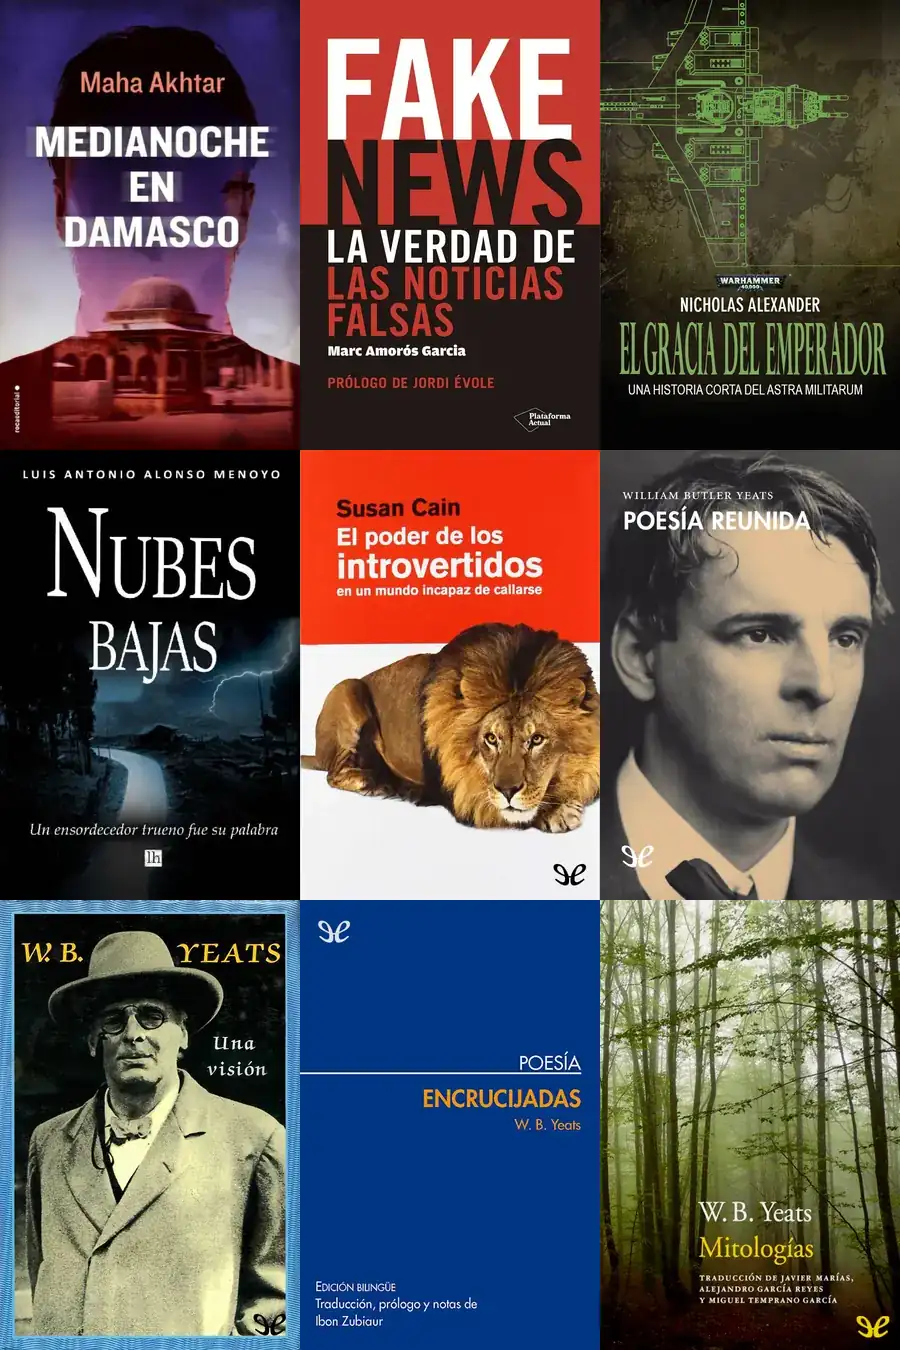 Maha Akhtar
MEDIANOCHE
EN
DAMASCO
rocaeditorial
FAKE
NEWS
LA VERDAD DE
LAS NOTICIAS
FALSAS
Marc Amorós Garcia
PRÓLOGO DE JORDI ÉVOLE
Plataforma
Actual
WARHAMMER
40,000
NICHOLAS ALEXANDER
EL GRACIA DEL EMPERADOR
UNA HISTORIA CORTA DEL ASTRA MILITARUM
LUIS ANTONIO ALONSO MENOYO
NUBES
BAJAS
Un ensordecedor trueno fue su palabra
lh
Susan Cain
El poder de los
introvertidos
en un mundo incapaz de callarse
WILLIAM BUTLER YEATS
POESÍA REUNIDA
W. B. YEATS
Una
visión
POESÍA
ENCRUCIJADAS
W. B. Yeats
EDICIÓN BILINGÜE
Traducción, prólogo y notas de
Ibon Zubiaur
W. B. Yeats
Mitologías
TRADUCCIÓN DE JAVIER MARÍAS,
ALEJANDRO GARCÍA REYES
Y MIGUEL TEMPRANO GARCÍA